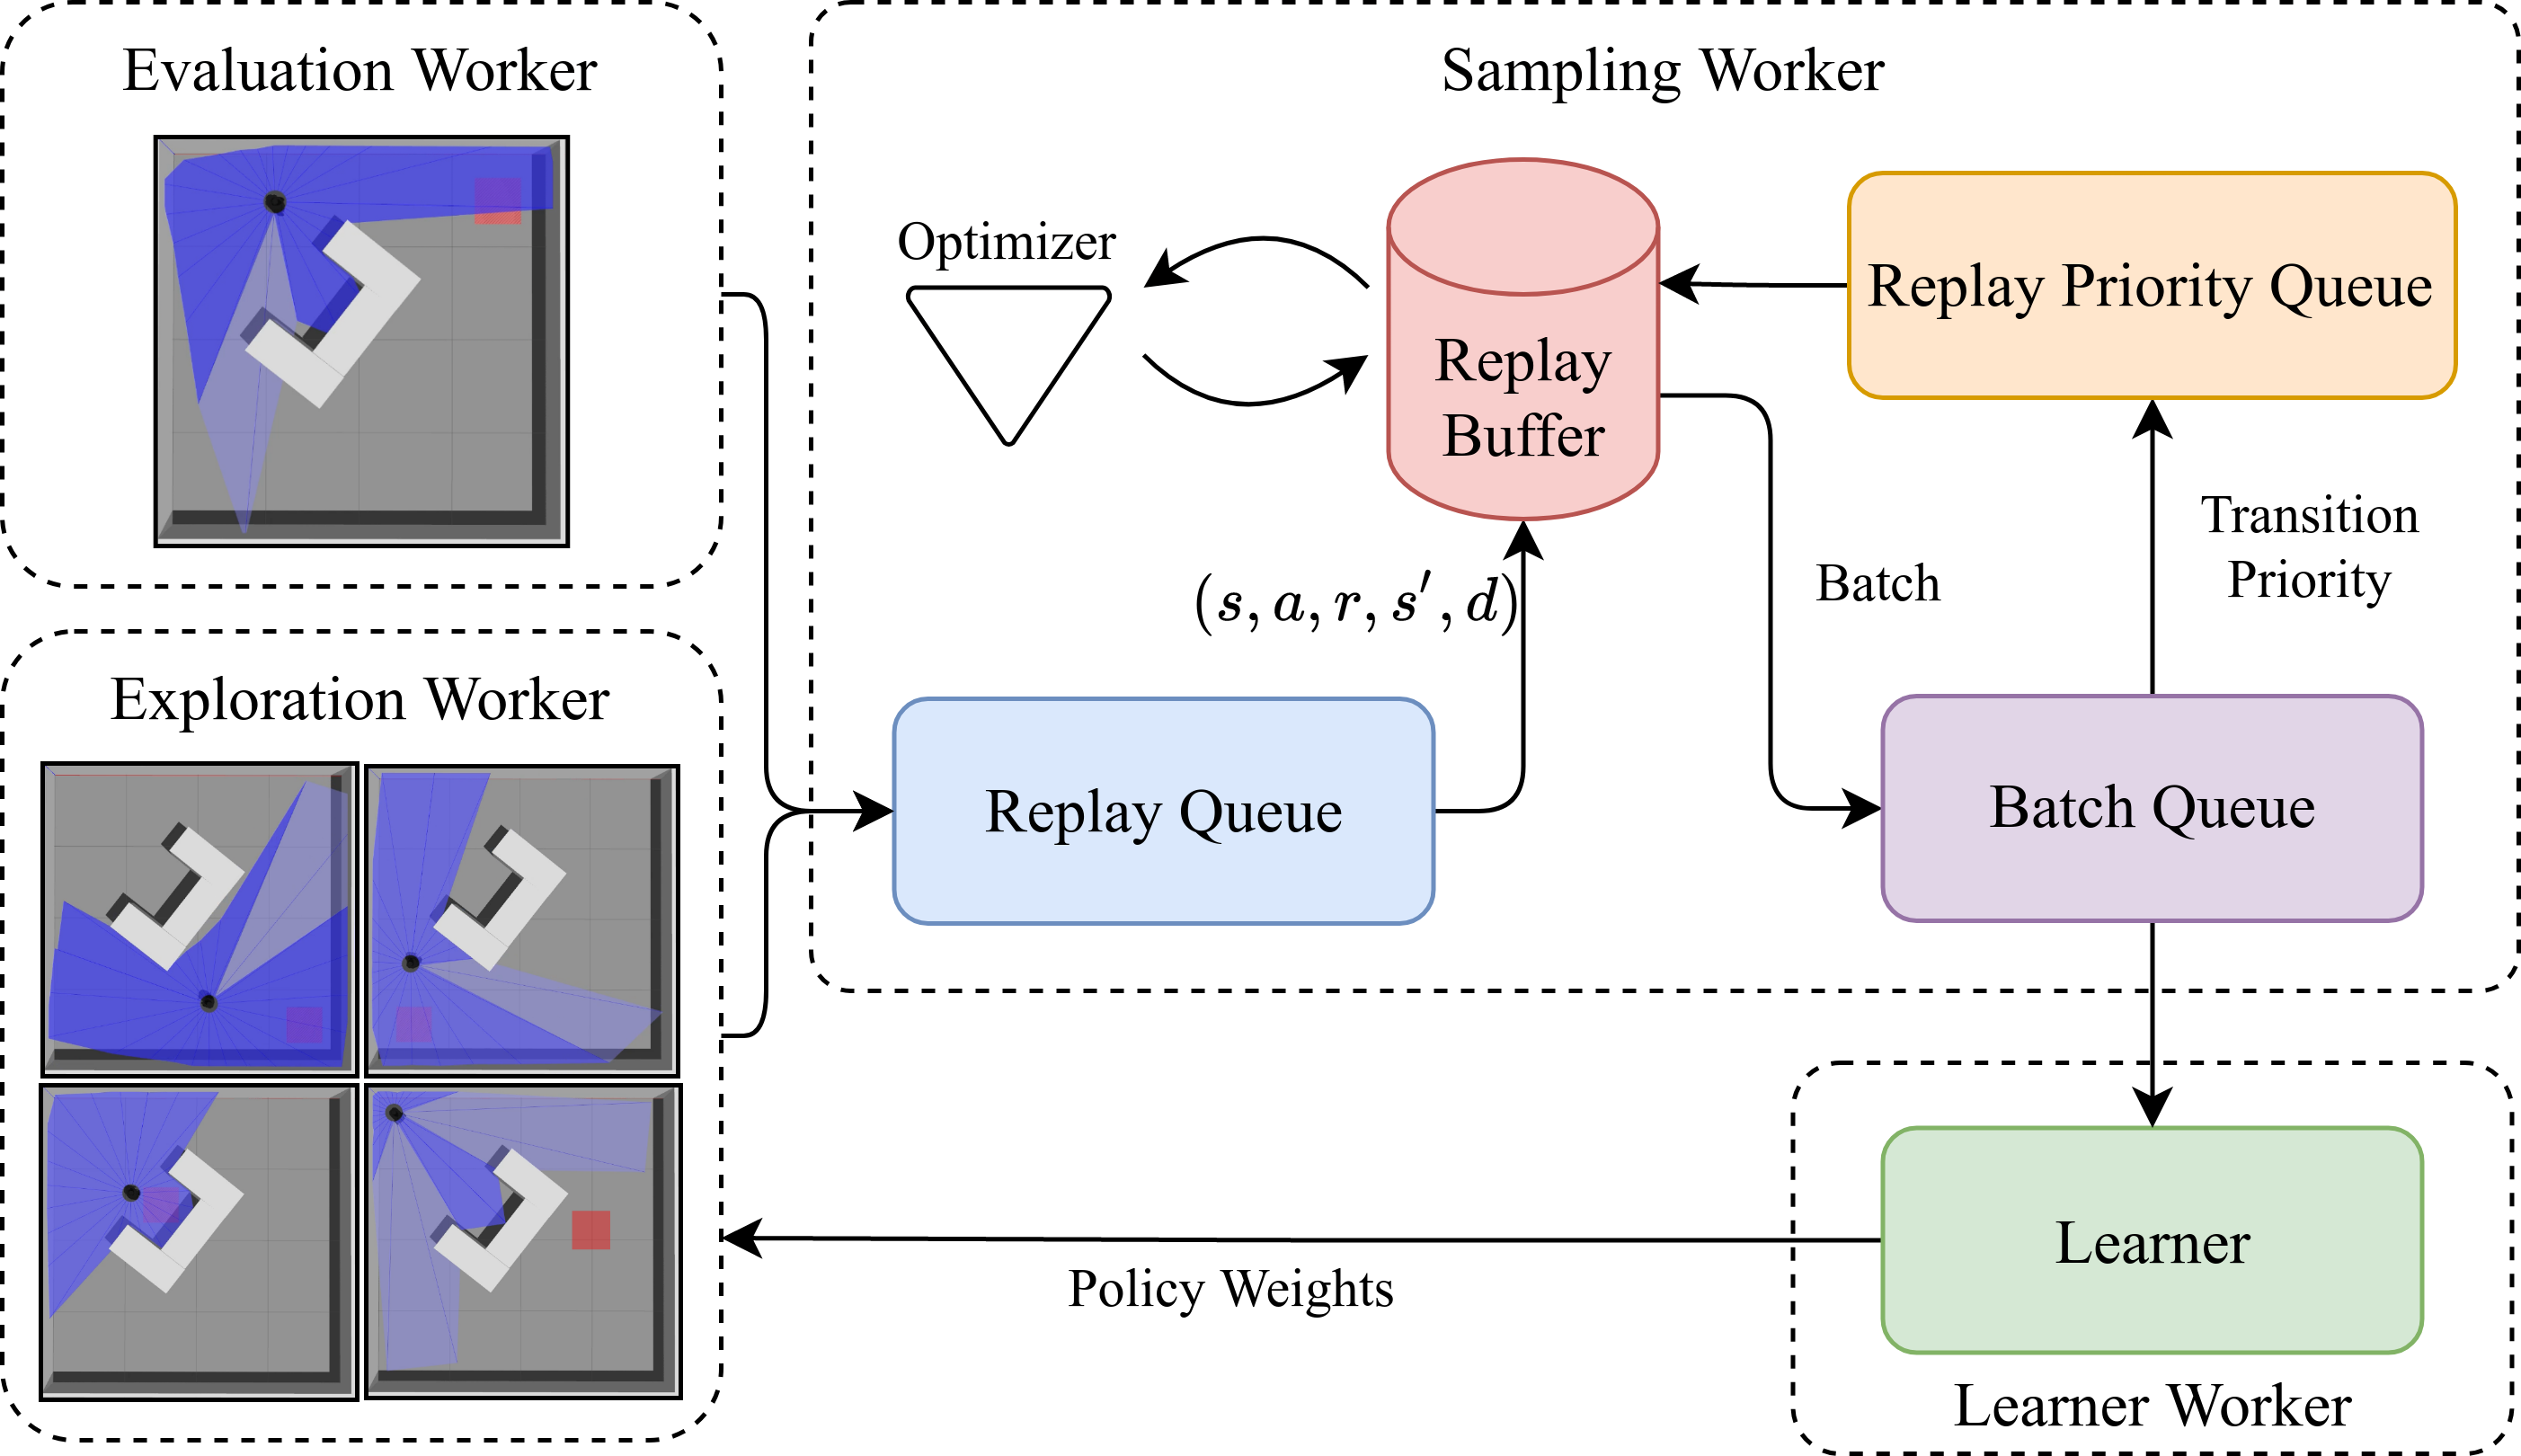 Evaluation Worker
Sampling Worker
Optimizer
Replay
Buffer
Replay Priority Queue
(s, a, r, s′, d)
Batch
Transition
Priority
Exploration Worker
Replay Queue
Batch Queue
Policy Weights
Learner
Learner Worker